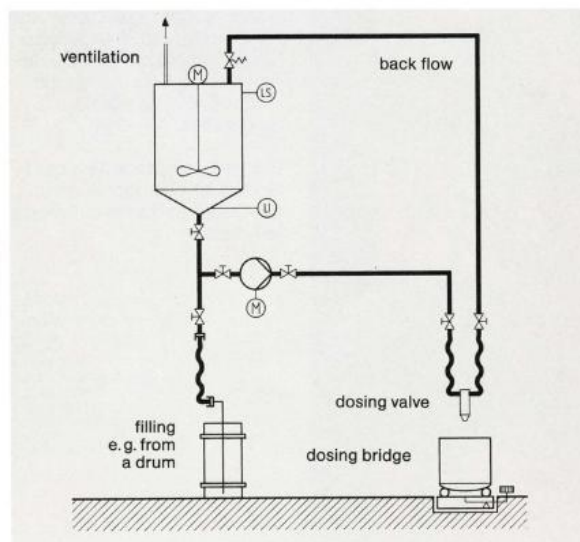 ventilation
M
LS
back flow
LI
M
dosing valve
filling
e.g. from
a drum
dosing bridge